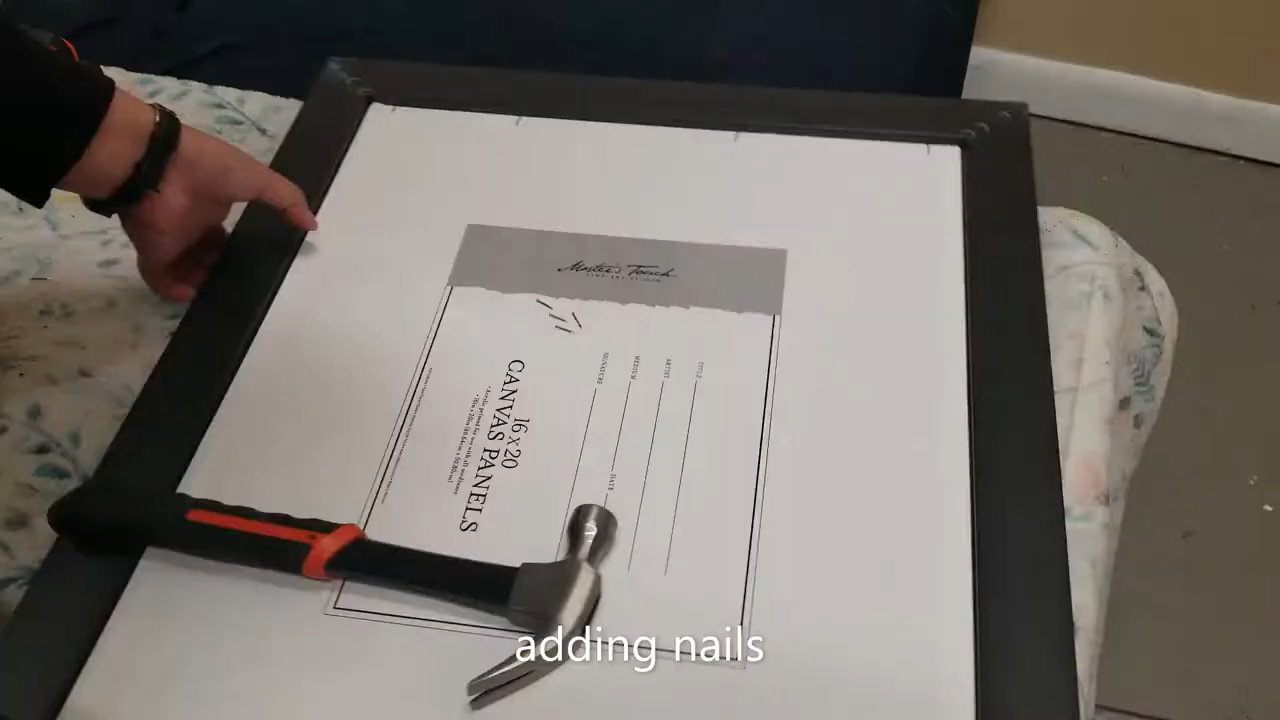 Master's Touch
TITLE
ARTIST
MEDIUM
SIGNATURE
DATE
16 x 20
CANVAS PANELS
adding nails